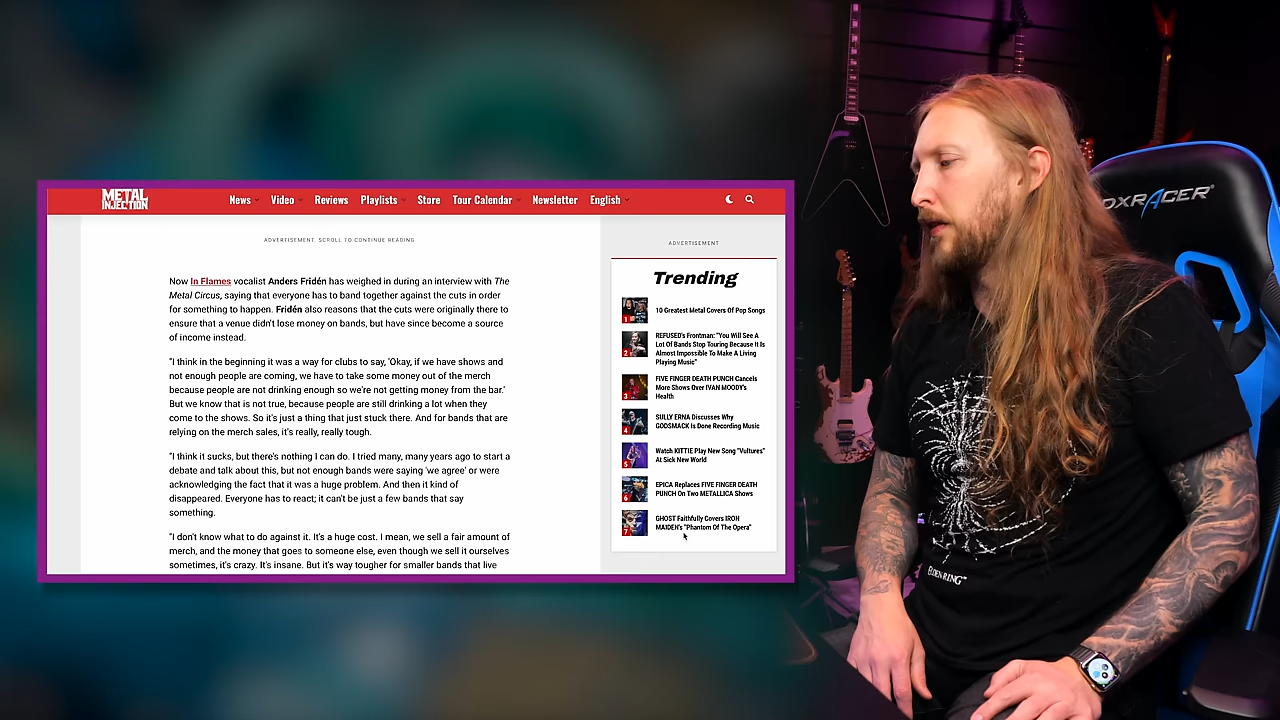 METAL
INJECTION
News Video Reviews Playlists Store Tour Calendar Newsletter English
ADVERTISEMENT. SCROLL TO CONTINUE READING
Now In Flames vocalist Anders Fridén has weighed in during an interview with The
Metal Circus, saying that everyone has to band together against the cuts in order
for something to happen. Fridén also reasons that the cuts were originally there to
ensure that a venue didn't lose money on bands, but have since become a source
of income instead.
"I think in the beginning it was a way for clubs to say, 'Okay, if we have shows and
not enough people are coming, we have to take some money out of the merch
because people are not drinking enough so we're not getting money from the bar.'
But we know that is not true, because people are still drinking a lot when they
come to the shows. So it's just a thing that just stuck there. And for bands that are
relying on the merch sales, it's really, really tough.
"I think it sucks, but there's nothing I can do. I tried many, many years ago to start a
debate and talk about this, but not enough bands were saying 'we agree' or were
acknowledging the fact that it was a huge problem. And then it kind of
disappeared. Everyone has to react; it can't be just a few bands that say
something.
"I don't know what to do against it. It's a huge cost. I mean, we sell a fair amount of
merch, and the money that goes to someone else, even though we sell it ourselves
sometimes, it's crazy. It's insane. But it's way tougher for smaller bands that live
ADVERTISEMENT
Trending
1
10 Greatest Metal Covers Of Pop Songs
2
REFUSED's Frontman: "You Will See A
Lot Of Bands Stop Touring Because It Is
Almost Impossible To Make A Living
Playing Music"
3
FIVE FINGER DEATH PUNCH Cancels
More Shows Over IVAN MOODY's
Health
4
SULLY ERNA Discusses Why
GODSMACK Is Done Recording Music
5
Watch KITTIE Play New Song "Vultures"
At Sick New World
6
EPICA Replaces FIVE FINGER DEATH
PUNCH On Two METALLICA Shows
7
GHOST Faithfully Covers IRON
MAIDEN's "Phantom Of The Opera"
DXRACER
ELDEN RING